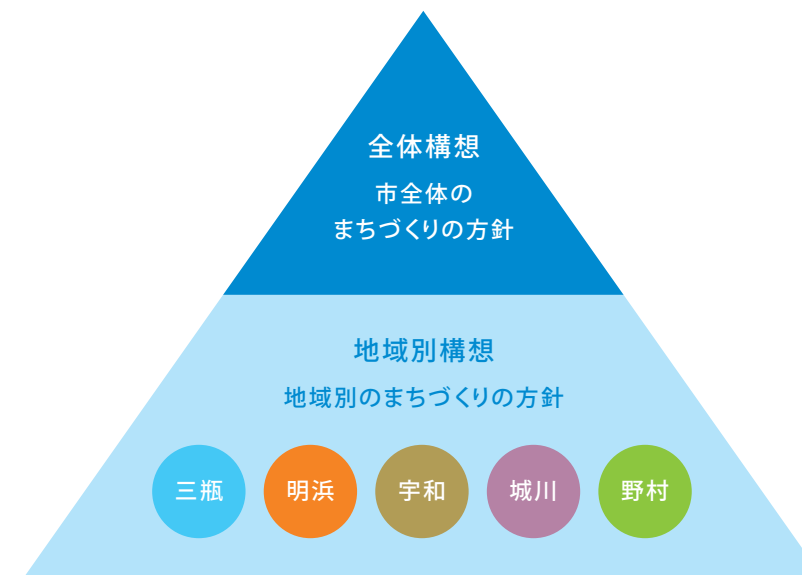 全体構想
市全体の
まちづくりの方針
地域別構想
地域別のまちづくりの方針
三瓶
明浜
宇和
城川
野村